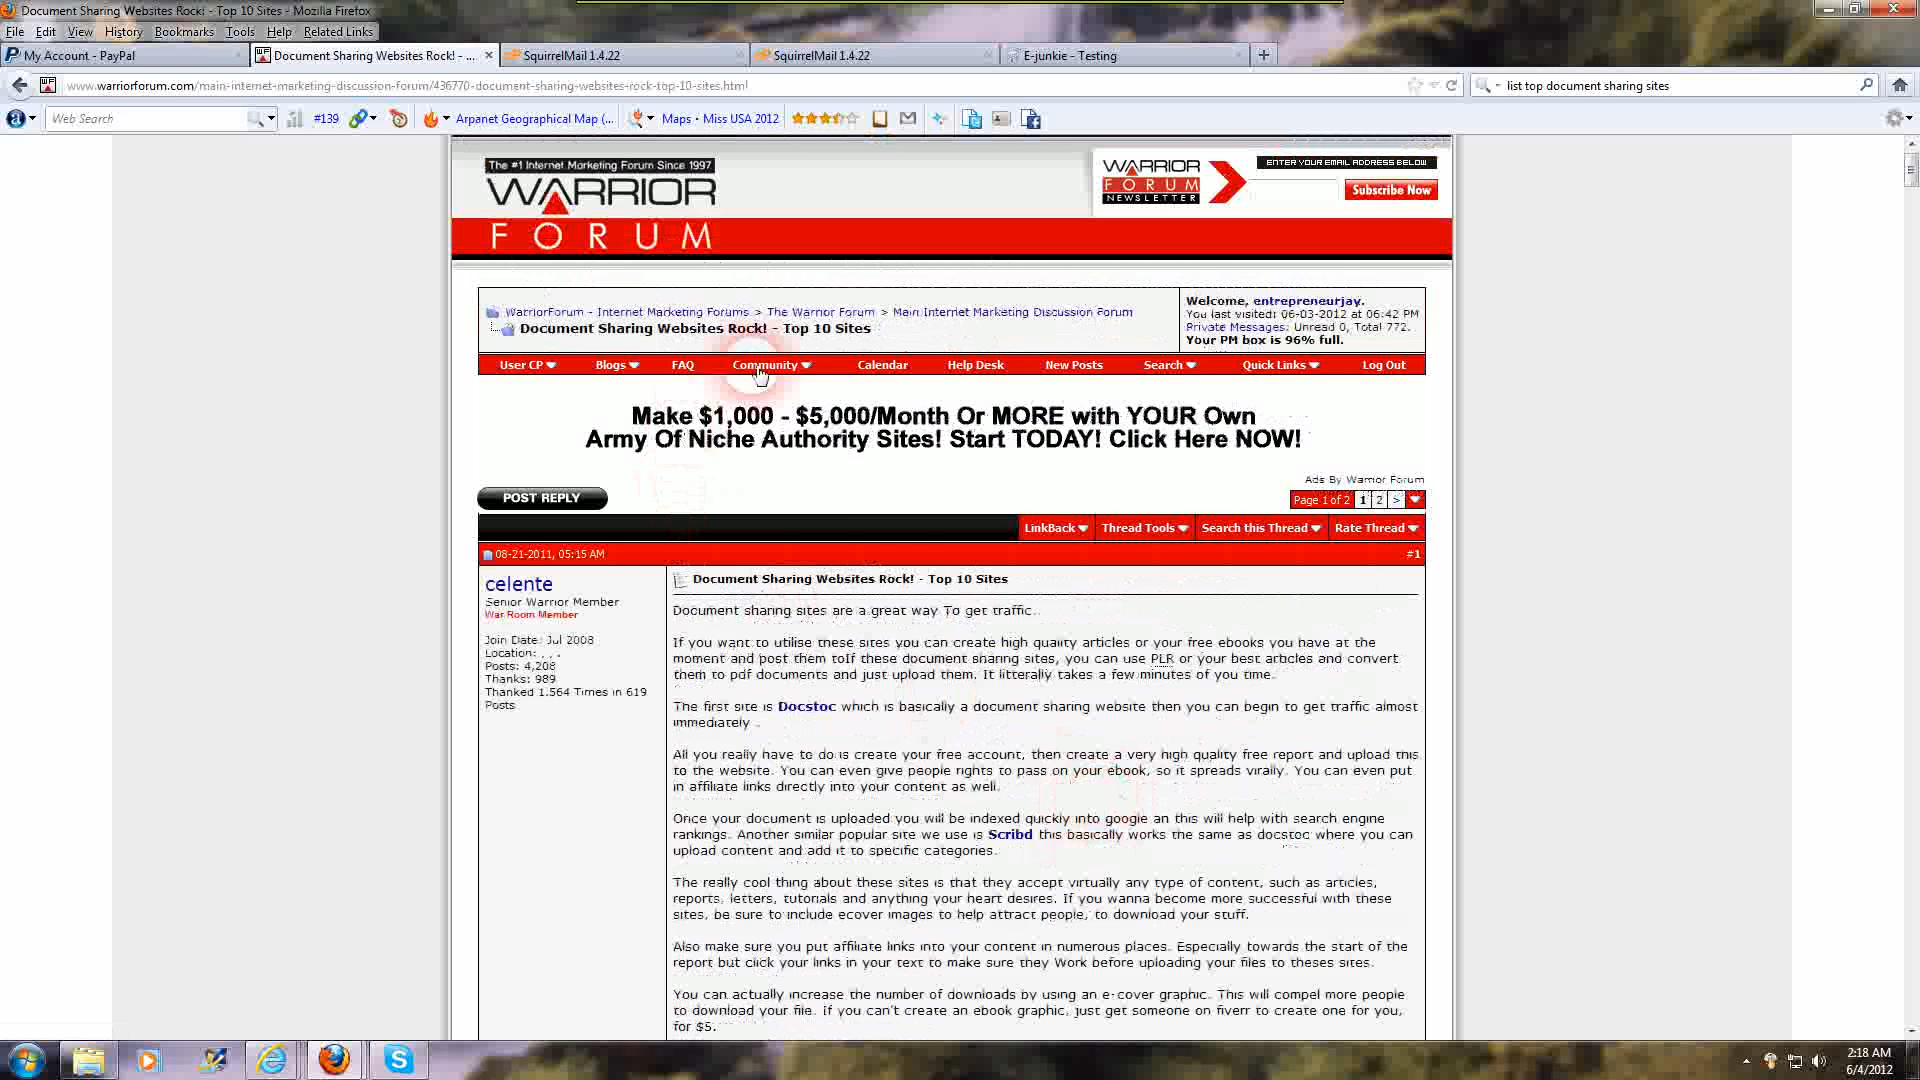 Document Sharing Websites Rock! - Top 10 Sites - Mozilla Firefox
File Edit View History Bookmarks Tools Help Related Links
My Account - PayPal
Document Sharing Websites Rock! - ...
SquirrelMail 1.4.22
SquirrelMail 1.4.22
E-junkie - Testing
www.warriorforum.com/main-internet-marketing-discussion-forum/436770-document-sharing-websites-rock-top-10-sites.html
list top document sharing sites
Web Search
#139
Arpanet Geographical Map (...
Maps · Miss USA 2012
The #1 Internet Marketing Forum Since 1997.
WARRIOR
FORUM
WARRIOR
FORUM
NEWSLETTER
ENTER YOUR EMAIL ADDRESS BELOW
Subscribe Now
WarriorForum - Internet Marketing Forums > The Warrior Forum > Main Internet Marketing Discussion Forum
Document Sharing Websites Rock! - Top 10 Sites
Welcome, entrepreneurjay.
You last visited: 06-03-2012 at 06:42 PM
Private Messages: Unread 0, Total 772.
Your PM box is 96% full.
User CP Blogs FAQ Community Calendar Help Desk New Posts Search Quick Links Log Out
Make $1,000 - $5,000/Month Or MORE with YOUR Own
Army Of Niche Authority Sites! Start TODAY! Click Here NOW!
Ads By Warrior Forum
POST REPLY
Page 1 of 2 1 2 >
LinkBack Thread Tools Search this Thread Rate Thread
08-21-2011, 05:15 AM
#1
celente
Senior Warrior Member
War Room Member
Join Date: Jul 2008
Location: , , .
Posts: 4,208
Thanks: 989
Thanked 1,564 Times in 619
Posts
Document Sharing Websites Rock! - Top 10 Sites
Document sharing sites are a great way To get traffic..
If you want to utilise these sites you can create high quality articles or your free ebooks you have at the
moment and post them toIf these document sharing sites, you can use PLR or your best articles and convert
them to pdf documents and just upload them. It litterally takes a few minutes of you time.
The first site is Docstoc which is basically a document sharing website then you can begin to get traffic almost
immediately .
All you really have to do is create your free account, then create a very high quality free report and upload this
to the website. You can even give people rights to pass on your ebook, so it spreads virally. You can even put
in affiliate links directly into your content as well.
Once your document is uploaded you will be indexed quickly into google an this will help with search engine
rankings. Another similar popular site we use is Scribd this basically works the same as docstoc where you can
upload content and add it to specific categories.
The really cool thing about these sites is that they accept virtually any type of content, such as articles,
reports, letters, tutorials and anything your heart desires. If you wanna become more successful with these
sites, be sure to include ecover images to help attract people, to download your stuff.
Also make sure you put affiliate links into your content in numerous places. Especially towards the start of the
report but click your links in your text to make sure they Work before uploading your files to theses sites.
You can actually increase the number of downloads by using an e-cover graphic. This will compel more people
to download your file. If you can't create an ebook graphic, just get someone on fiverr to create one for you,
for $5.
2:18 AM
6/4/2012